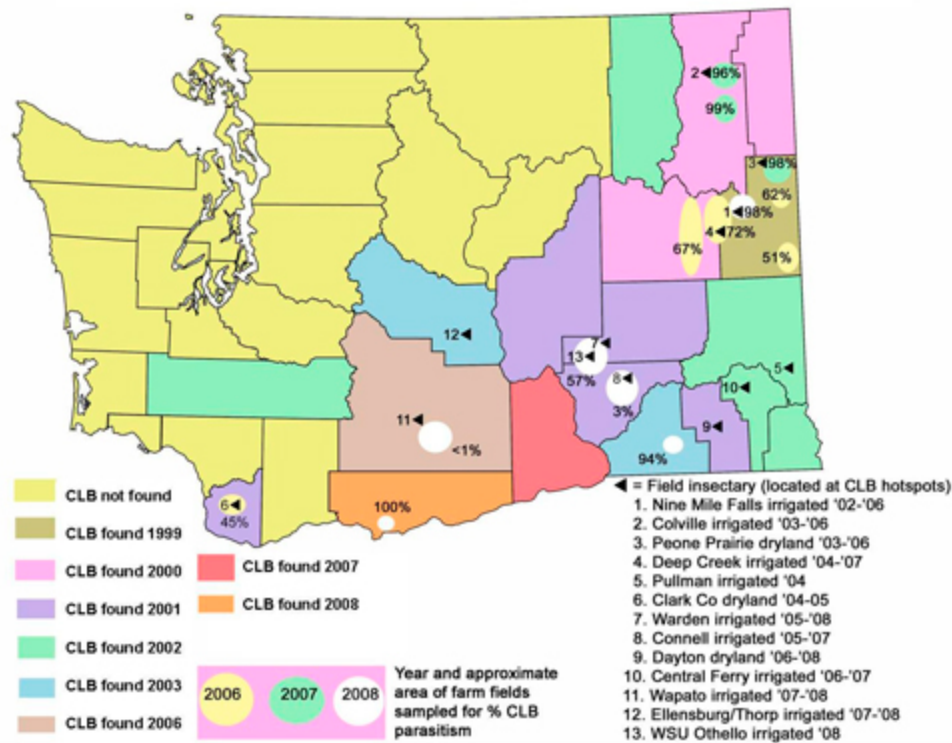 2◄96%
99%
3◄98%
62%
1◄98%
4◄72%
67%
51%
12◄
7◄
13◄
57%
8◄
3%
5◄
10◄
9◄
11◄
<1%
94%
6◄
45%
100%
CLB not found
CLB found 1999
CLB found 2000
CLB found 2001
CLB found 2002
CLB found 2003
CLB found 2006
CLB found 2007
CLB found 2008
2006 2007 2008
Year and approximate
area of farm fields
sampled for % CLB
parasitism
◄ = Field insectary (located at CLB hotspots)
1. Nine Mile Falls irrigated '02-'06
2. Colville irrigated '03-'06
3. Peone Prairie dryland '03-'06
4. Deep Creek irrigated '04-'07
5. Pullman irrigated '04
6. Clark Co dryland '04-05
7. Warden irrigated '05-'08
8. Connell irrigated '05-'07
9. Dayton dryland '06-'08
10. Central Ferry irrigated '06-'07
11. Wapato irrigated '07-'08
12. Ellensburg/Thorp irrigated '07-'08
13. WSU Othello irrigated '08